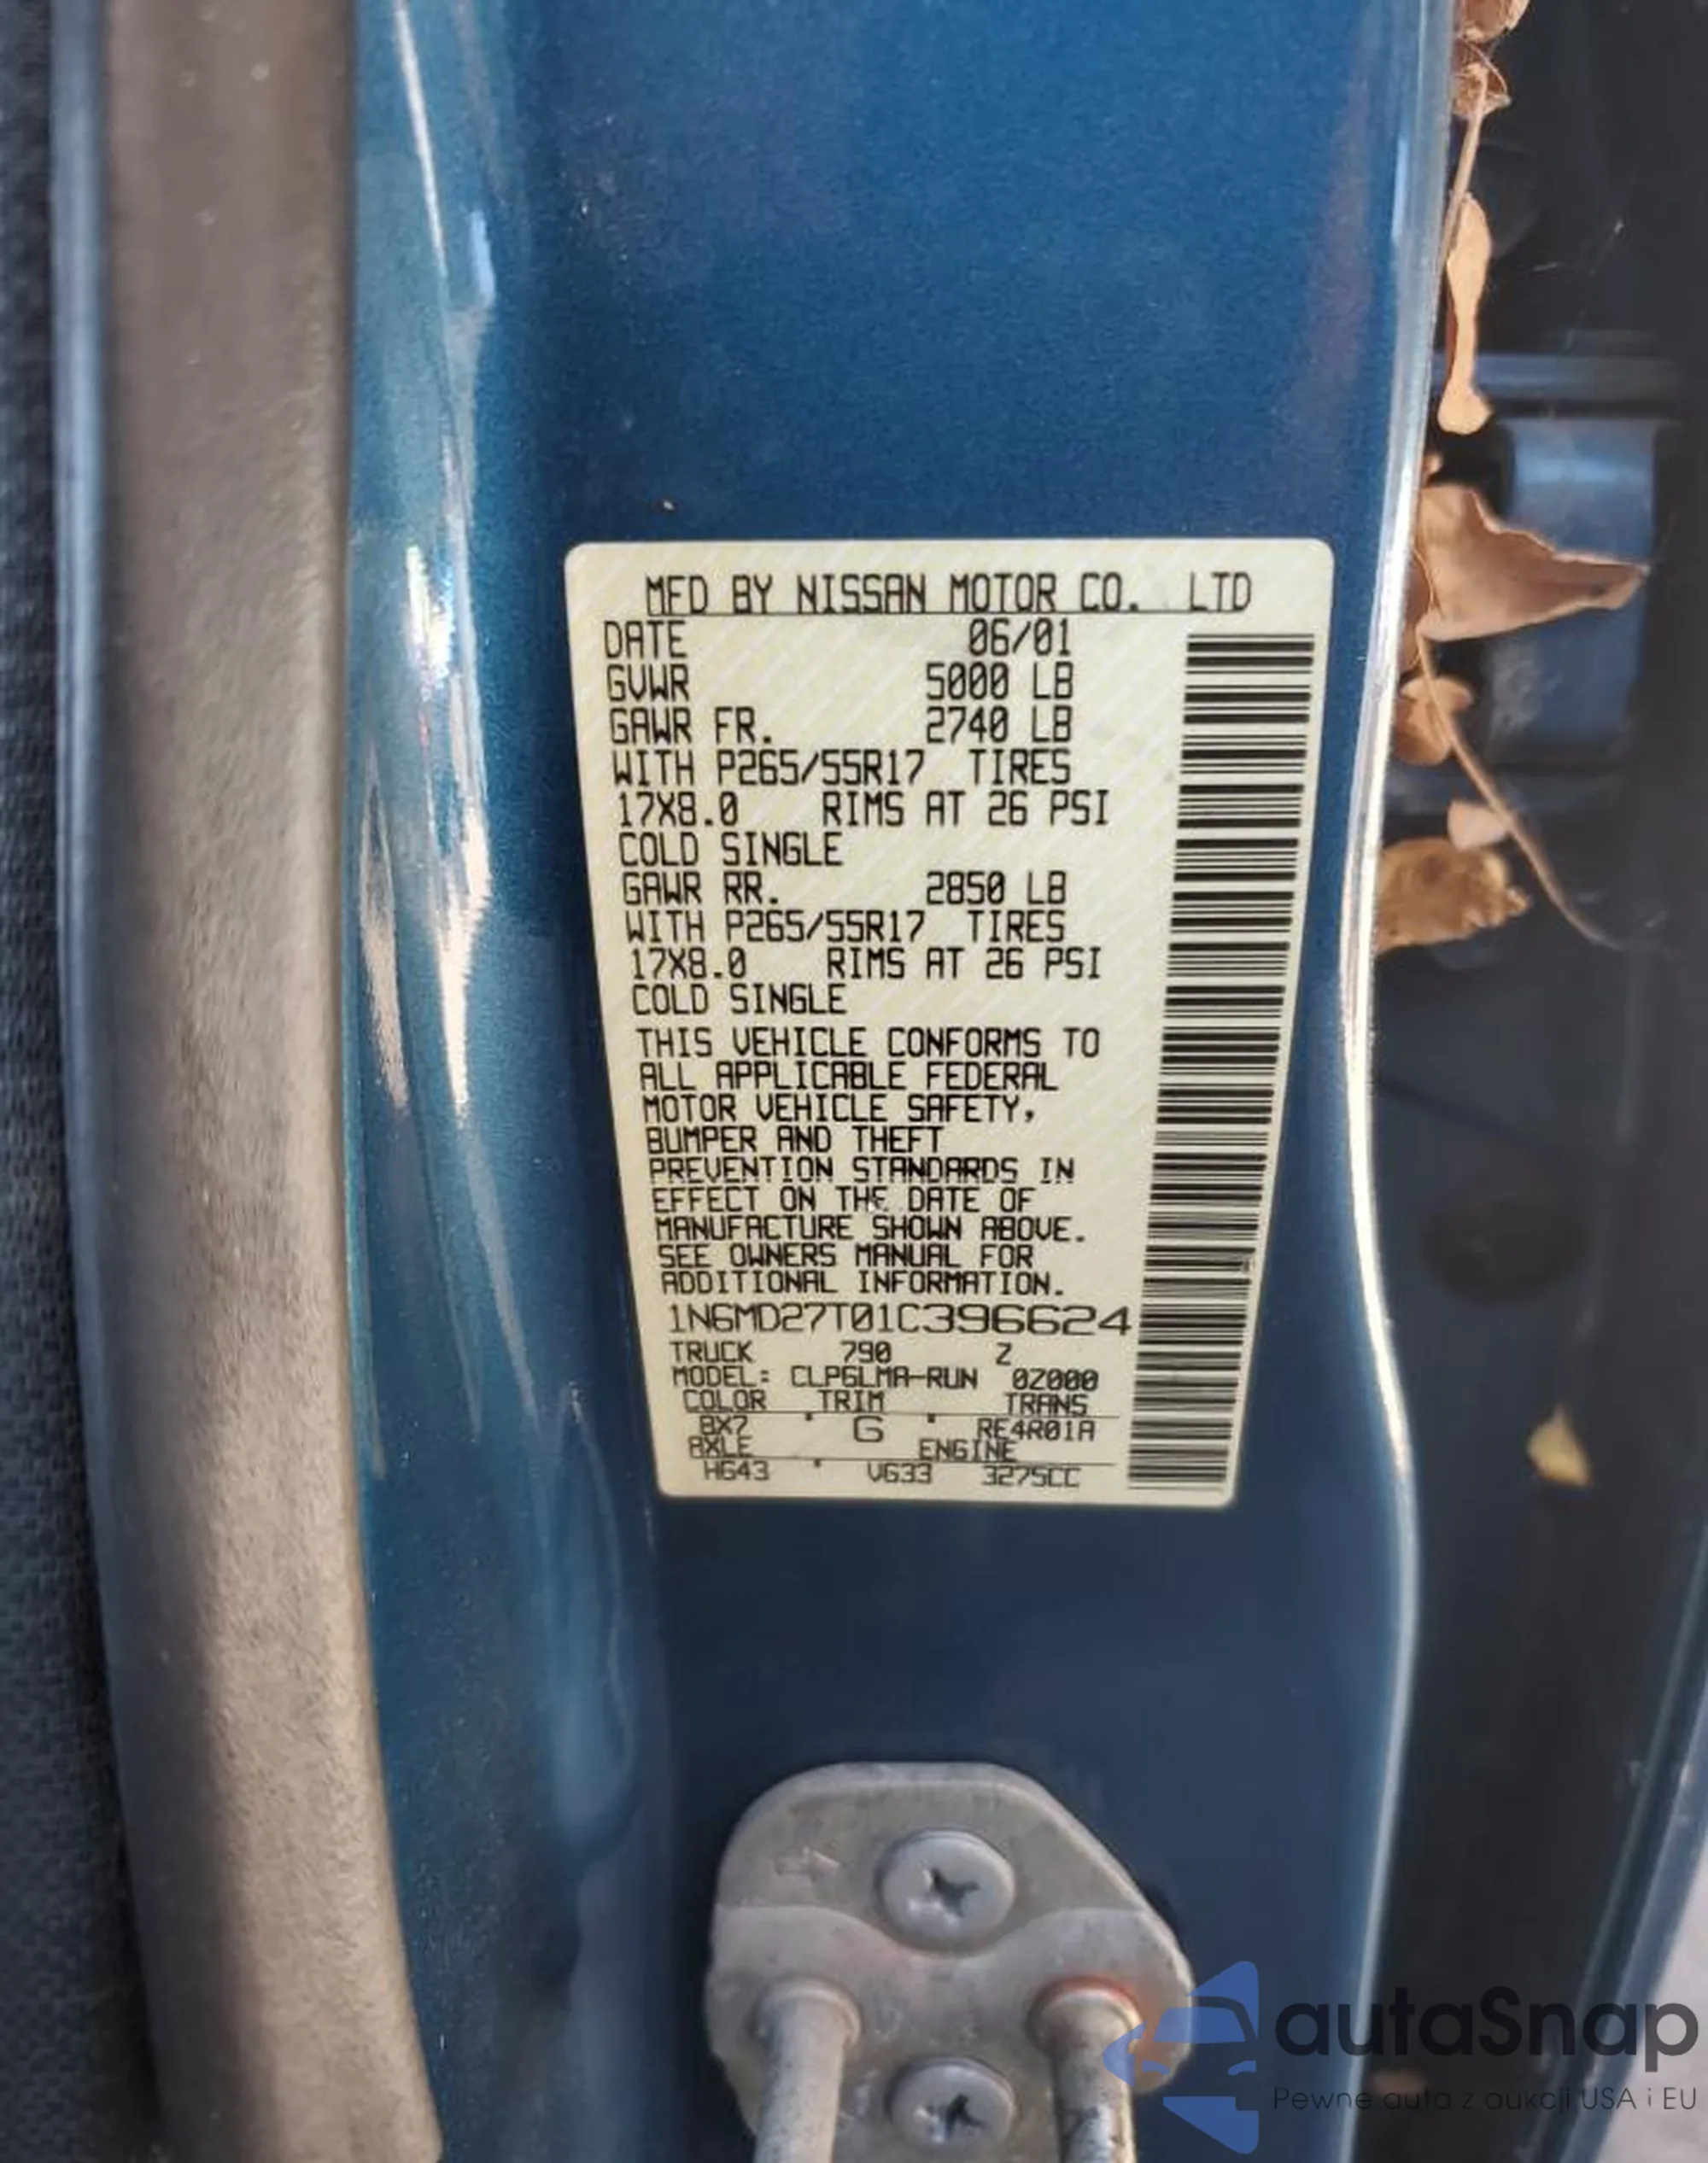 MFD BY NISSAN MOTOR CO. LTD
DATE 06/01
GVWR 5000 LB
GAWR FR. 2740 LB
WITH P265/55R17 TIRES
17X8.0 RIMS AT 26 PSI
COLD SINGLE
GAWR RR. 2850 LB
WITH P265/55R17 TIRES
17X8.0 RIMS AT 26 PSI
COLD SINGLE
THIS VEHICLE CONFORMS TO
ALL APPLICABLE FEDERAL
MOTOR VEHICLE SAFETY,
BUMPER AND THEFT
PREVENTION STANDARDS IN
EFFECT ON THE DATE OF
MANUFACTURE SHOWN ABOVE.
SEE OWNERS MANUAL FOR
ADDITIONAL INFORMATION.
1N6MD27T01C396624
TRUCK 790 Z
MODEL: CLP6LMA-RUN 0Z000
COLOR TRIM TRANS
BX7 G RE4R01A
AXLE ENGINE
HG43 VG33 3275CC
autaSnap
Pewne auta z aukcji USA i EU